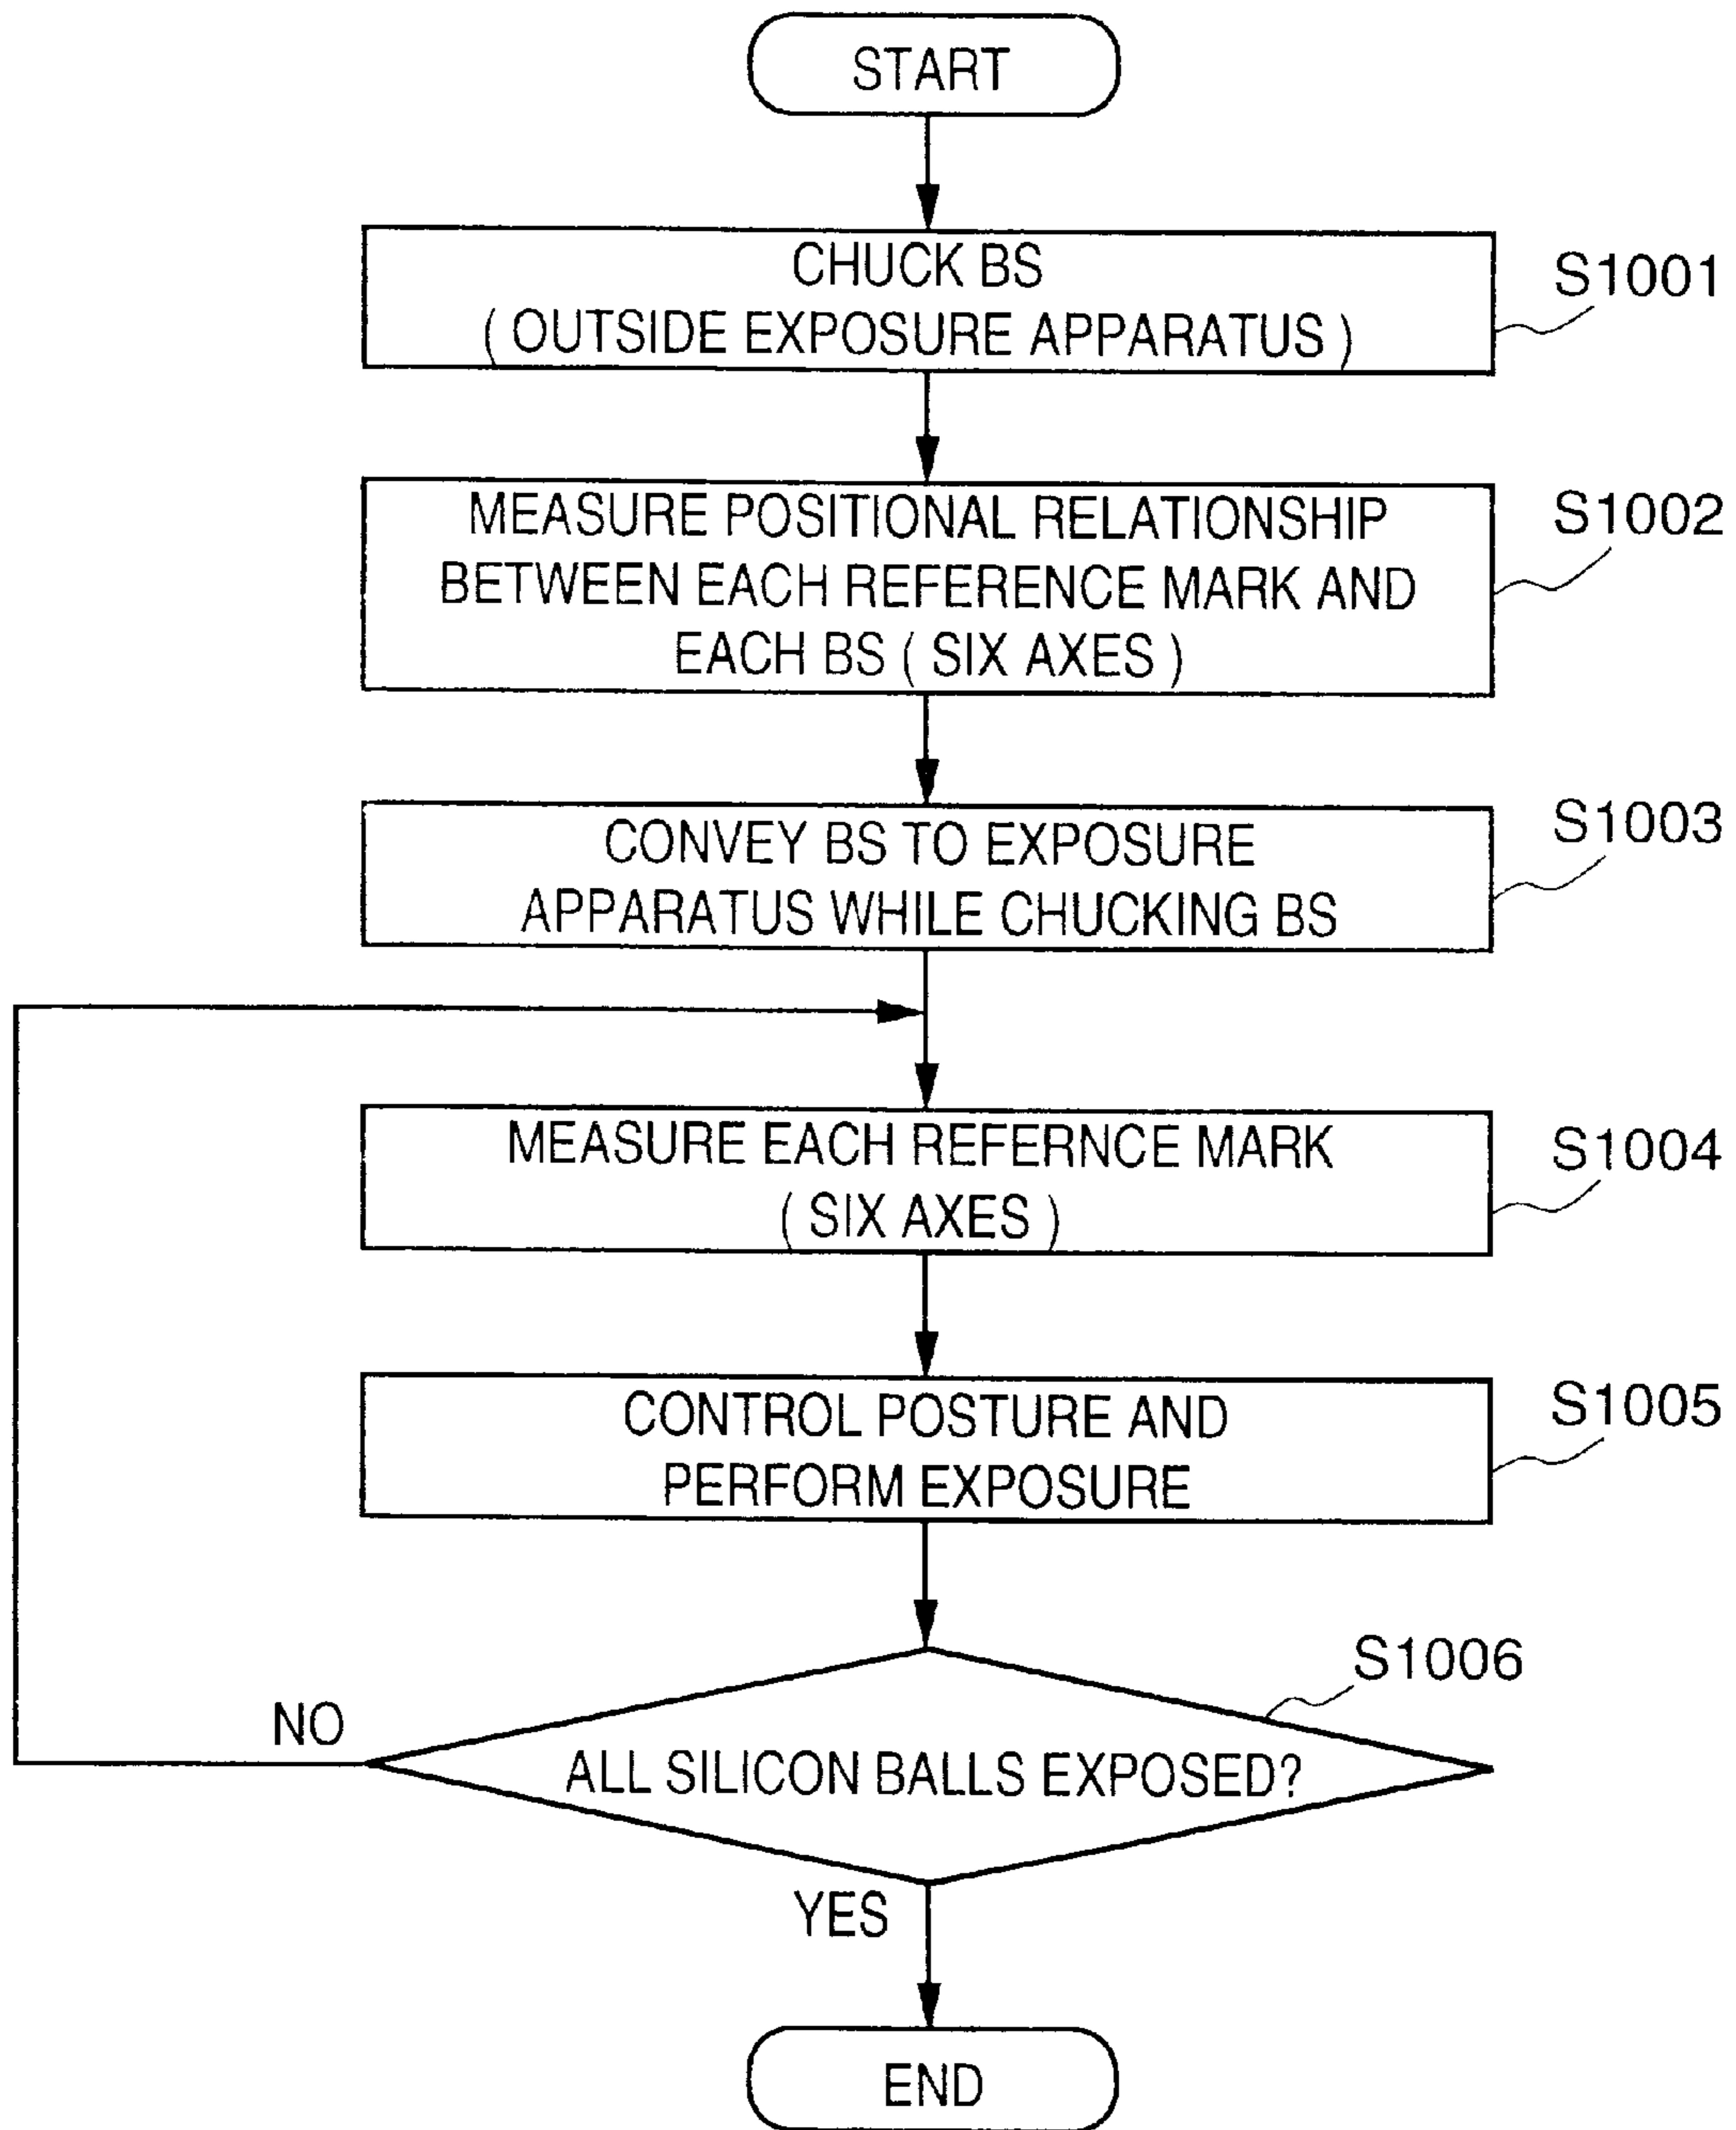 START
CHUCK BS
( OUTSIDE EXPOSURE APPARATUS )
S1001
MEASURE POSITIONAL RELATIONSHIP
BETWEEN EACH REFERENCE MARK AND
EACH BS ( SIX AXES )
S1002
CONVEY BS TO EXPOSURE
APPARATUS WHILE CHUCKING BS
S1003
MEASURE EACH REFERNCE MARK
( SIX AXES )
S1004
CONTROL POSTURE AND
PERFORM EXPOSURE
S1005
S1006
NO
ALL SILICON BALLS EXPOSED?
YES
END